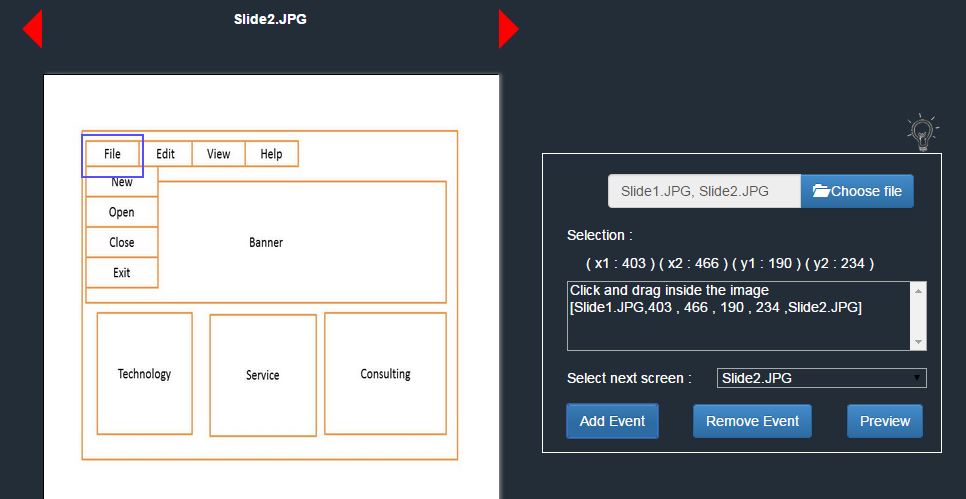 Slide2.JPG
File Edit View Help
New
Open
Close
Exit
Banner
Technology
Service
Consulting
Slide1.JPG, Slide2.JPG
Choose file
Selection :
( x1 : 403 ) ( x2 : 466 ) ( y1 : 190 ) ( y2 : 234 )
Click and drag inside the image
[Slide1.JPG,403 , 466 , 190 , 234 ,Slide2.JPG]
Select next screen :
Slide2.JPG
Add Event
Remove Event
Preview